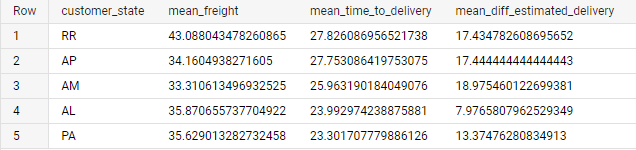 Row customer_state mean_freight mean_time_to_delivery mean_diff_estimated_delivery
1 RR 43.088043478260865 27.826086956521738 17.434782608695652
2 AP 34.1604938271605 27.753086419753075 17.444444444444443
3 AM 33.310613496932525 25.963190184049076 18.975460122699381
4 AL 35.870655737704922 23.992974238875881 7.9765807962529349
5 PA 35.629013282732458 23.301707779886126 13.37476280834913